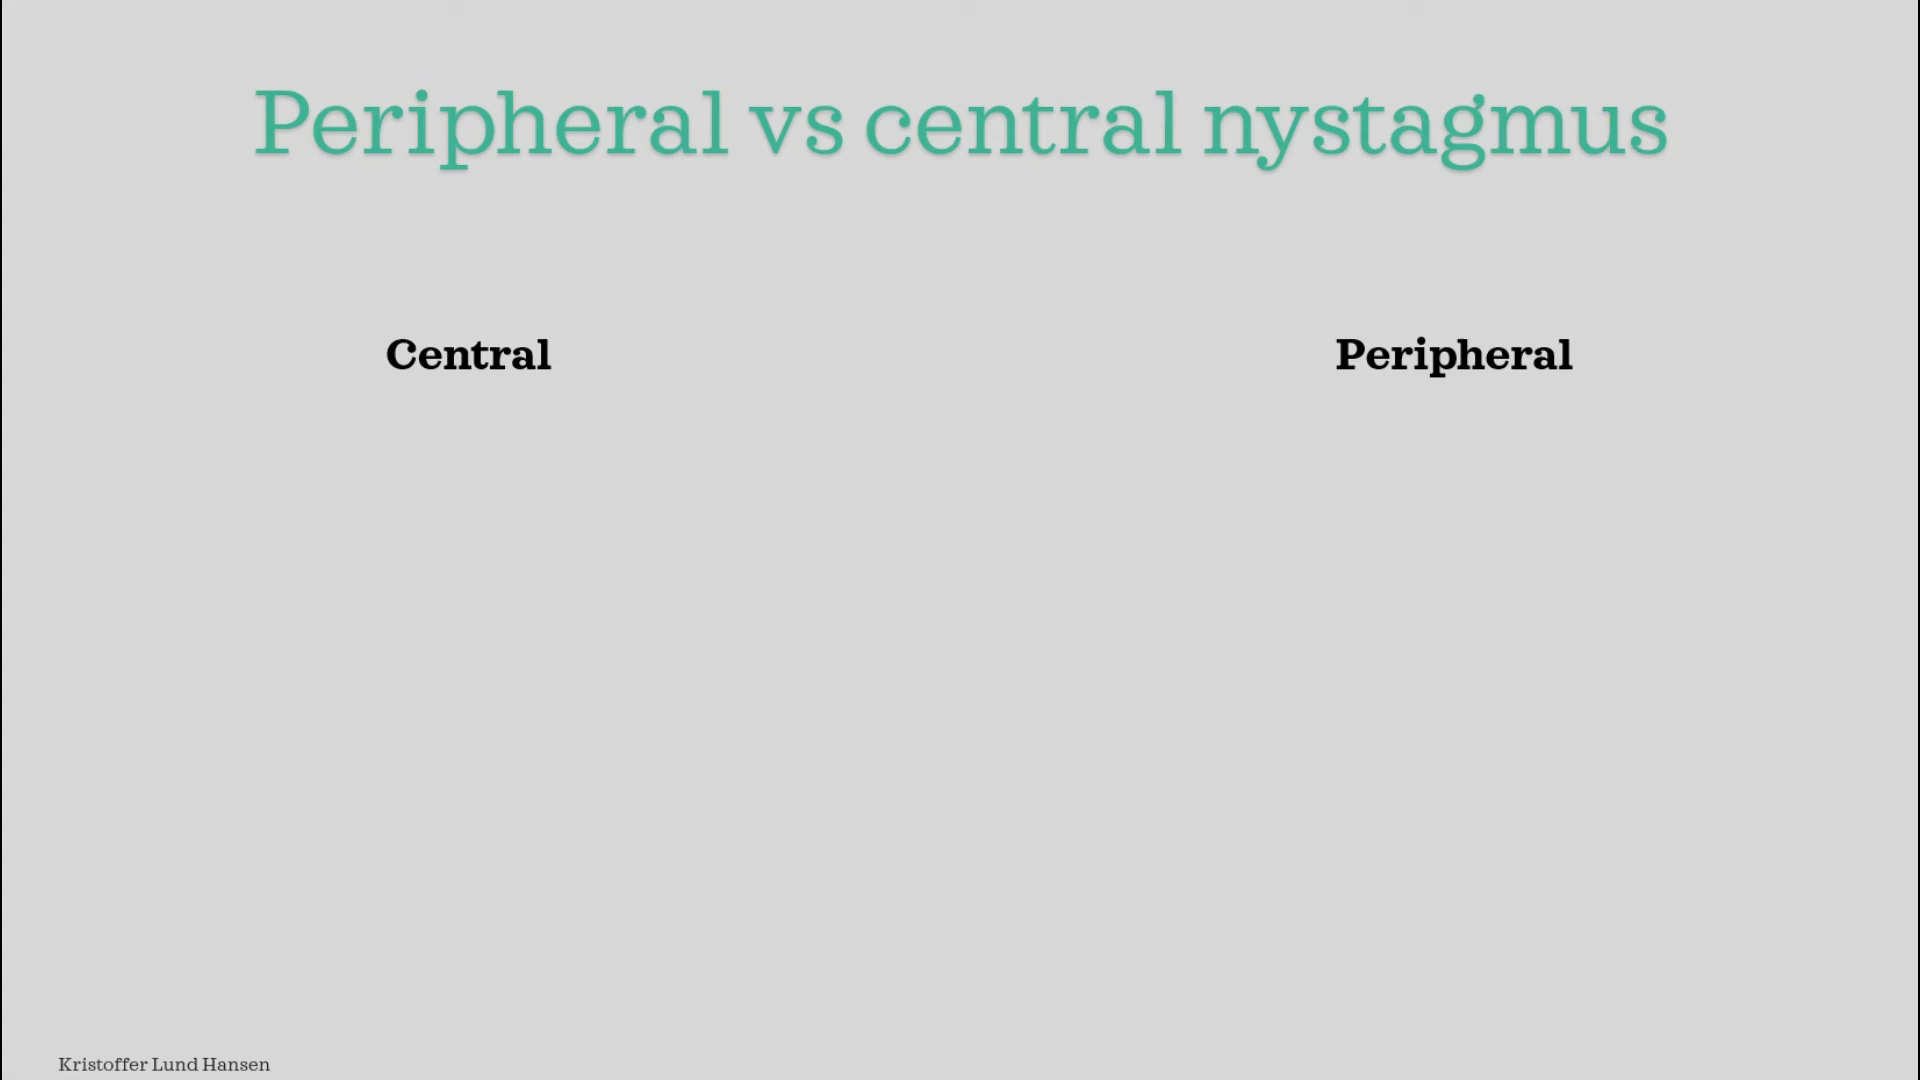 Peripheral vs central nystagmus
Central
Peripheral
Kristoffer Lund Hansen